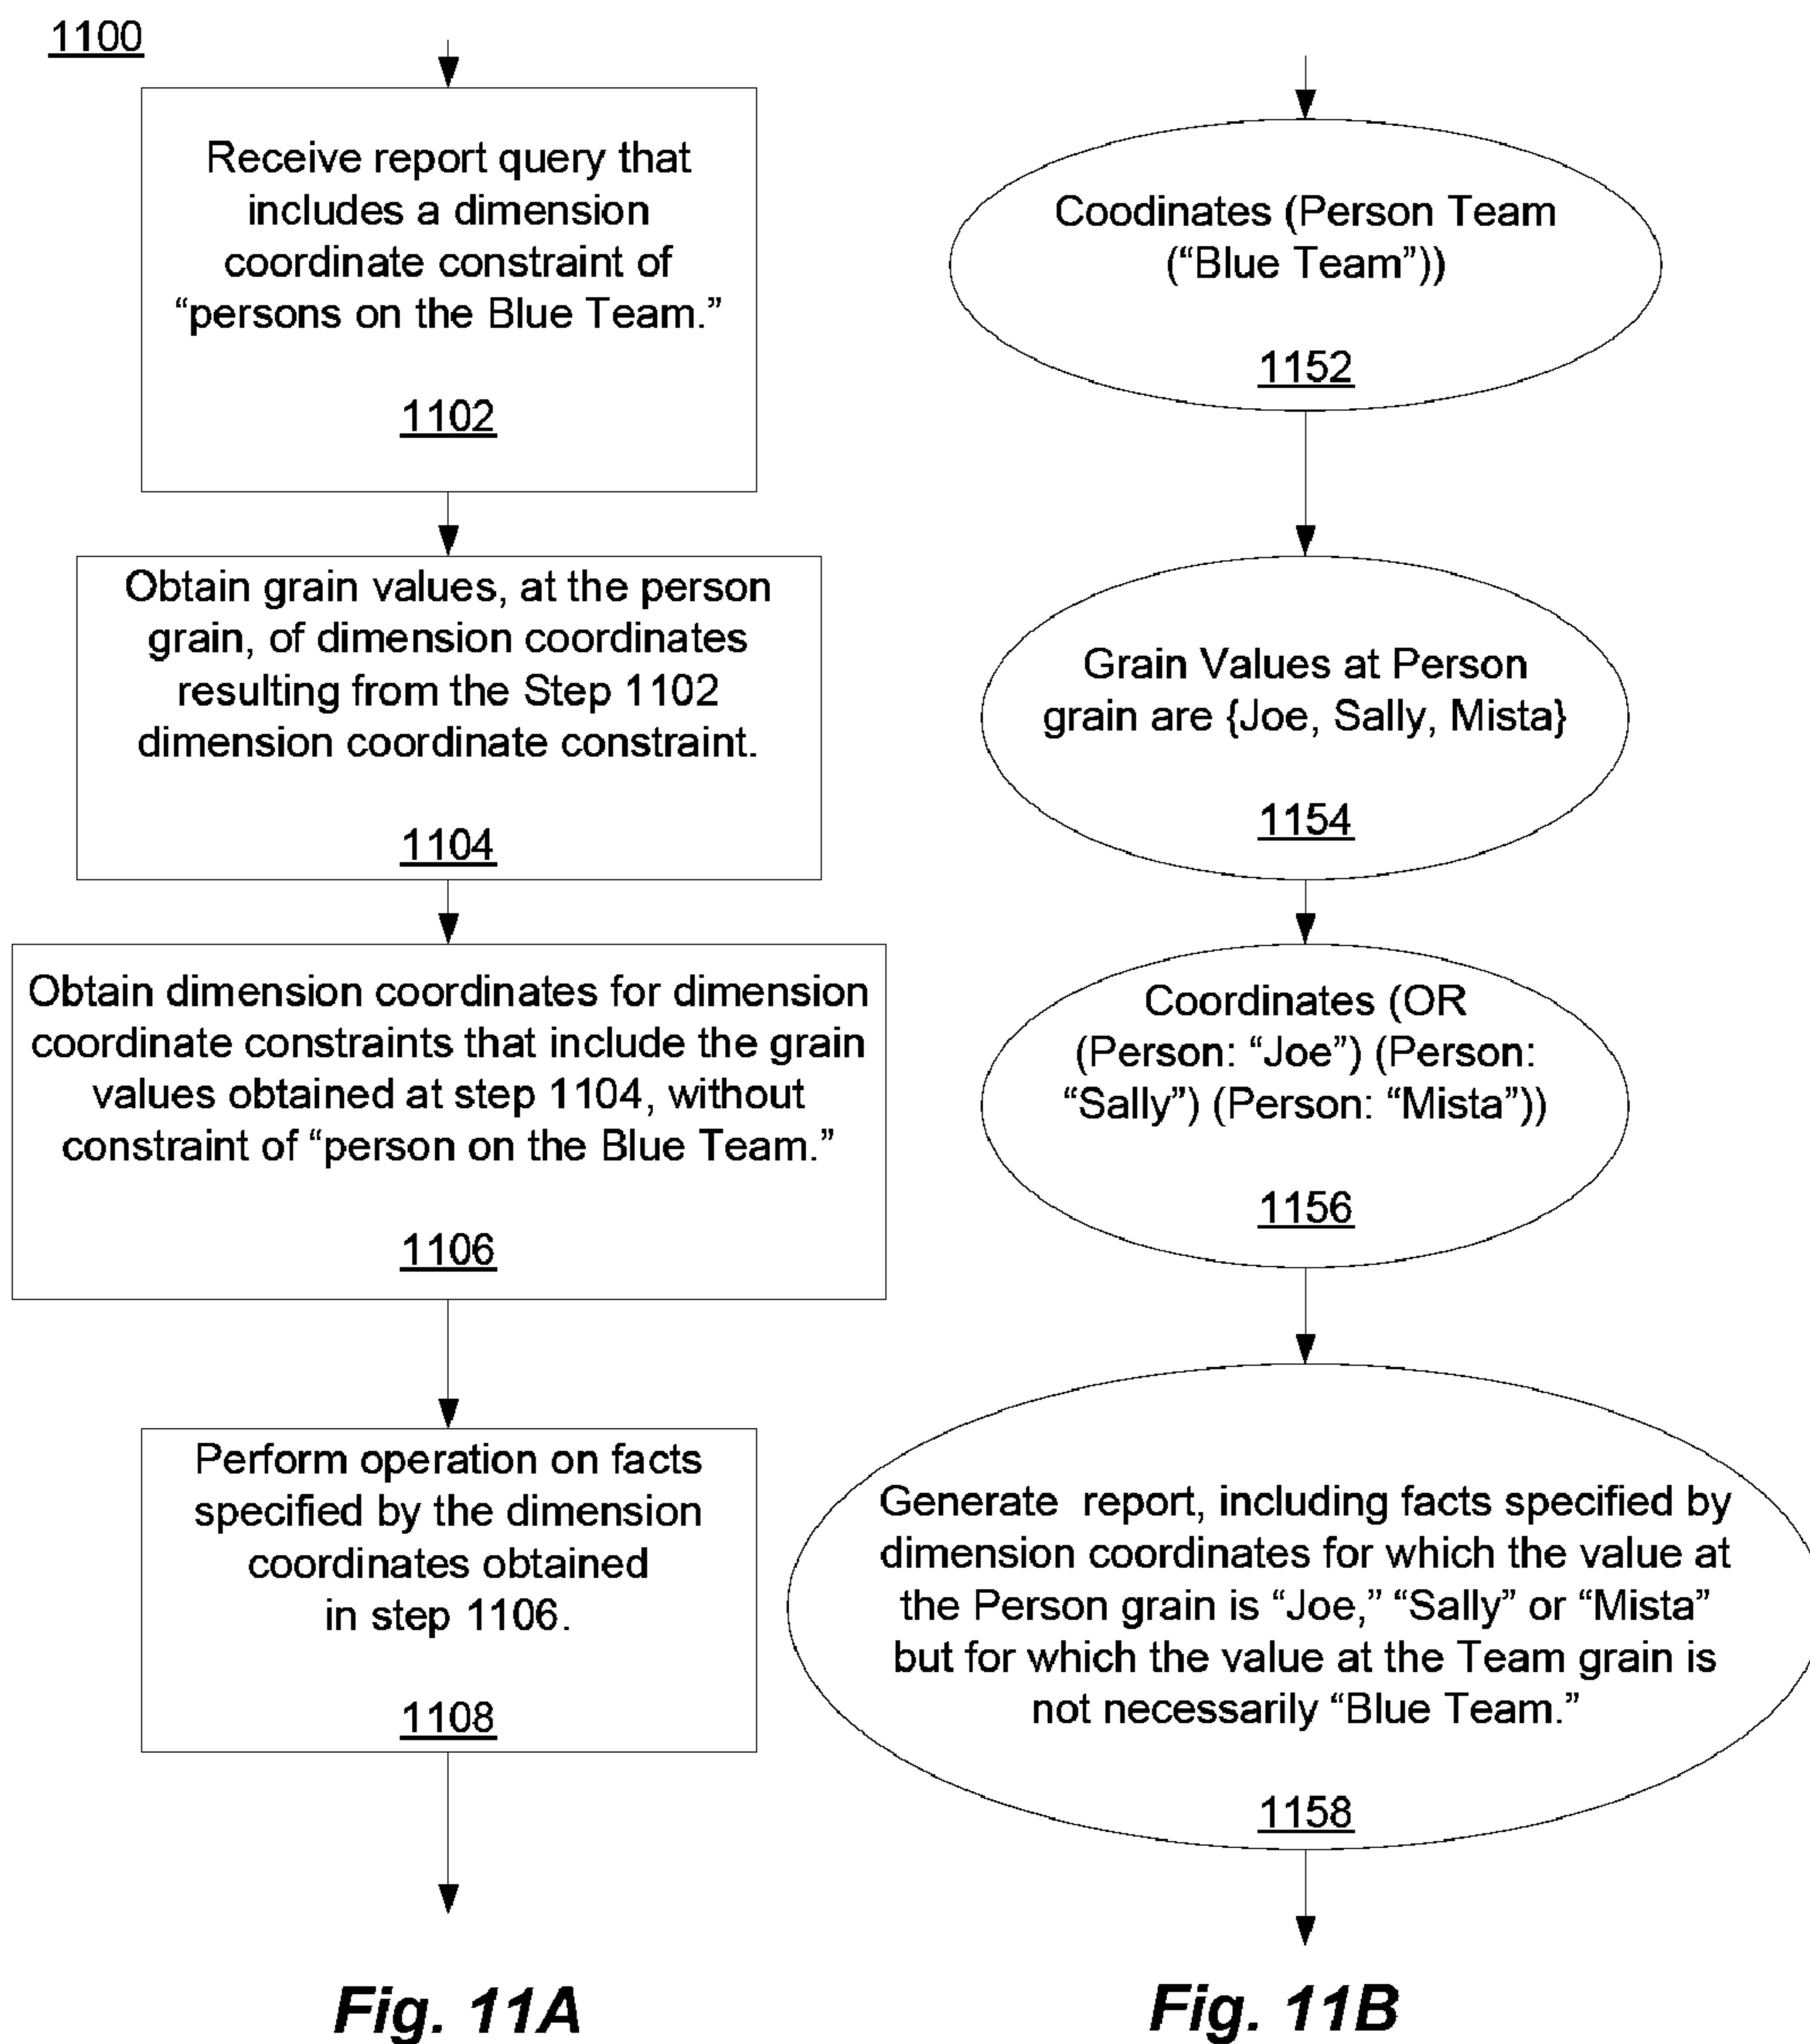 1100
Receive report query that
includes a dimension
coordinate constraint of
“persons on the Blue Team.”
1102
Obtain grain values, at the person
grain, of dimension coordinates
resulting from the Step 1102
dimension coordinate constraint.
1104
Obtain dimension coordinates for dimension
coordinate constraints that include the grain
values obtained at step 1104, without
constraint of “person on the Blue Team.”
1106
Perform operation on facts
specified by the dimension
coordinates obtained
in step 1106.
1108
Fig. 11A
Coodinates (Person Team
(“Blue Team”))
1152
Grain Values at Person
grain are {Joe, Sally, Mista}
1154
Coordinates (OR
(Person: “Joe”) (Person:
“Sally”) (Person: “Mista”))
1156
Generate report, including facts specified by
dimension coordinates for which the value at
the Person grain is “Joe,” “Sally” or “Mista”
but for which the value at the Team grain is
not necessarily “Blue Team.”
1158
Fig. 11B